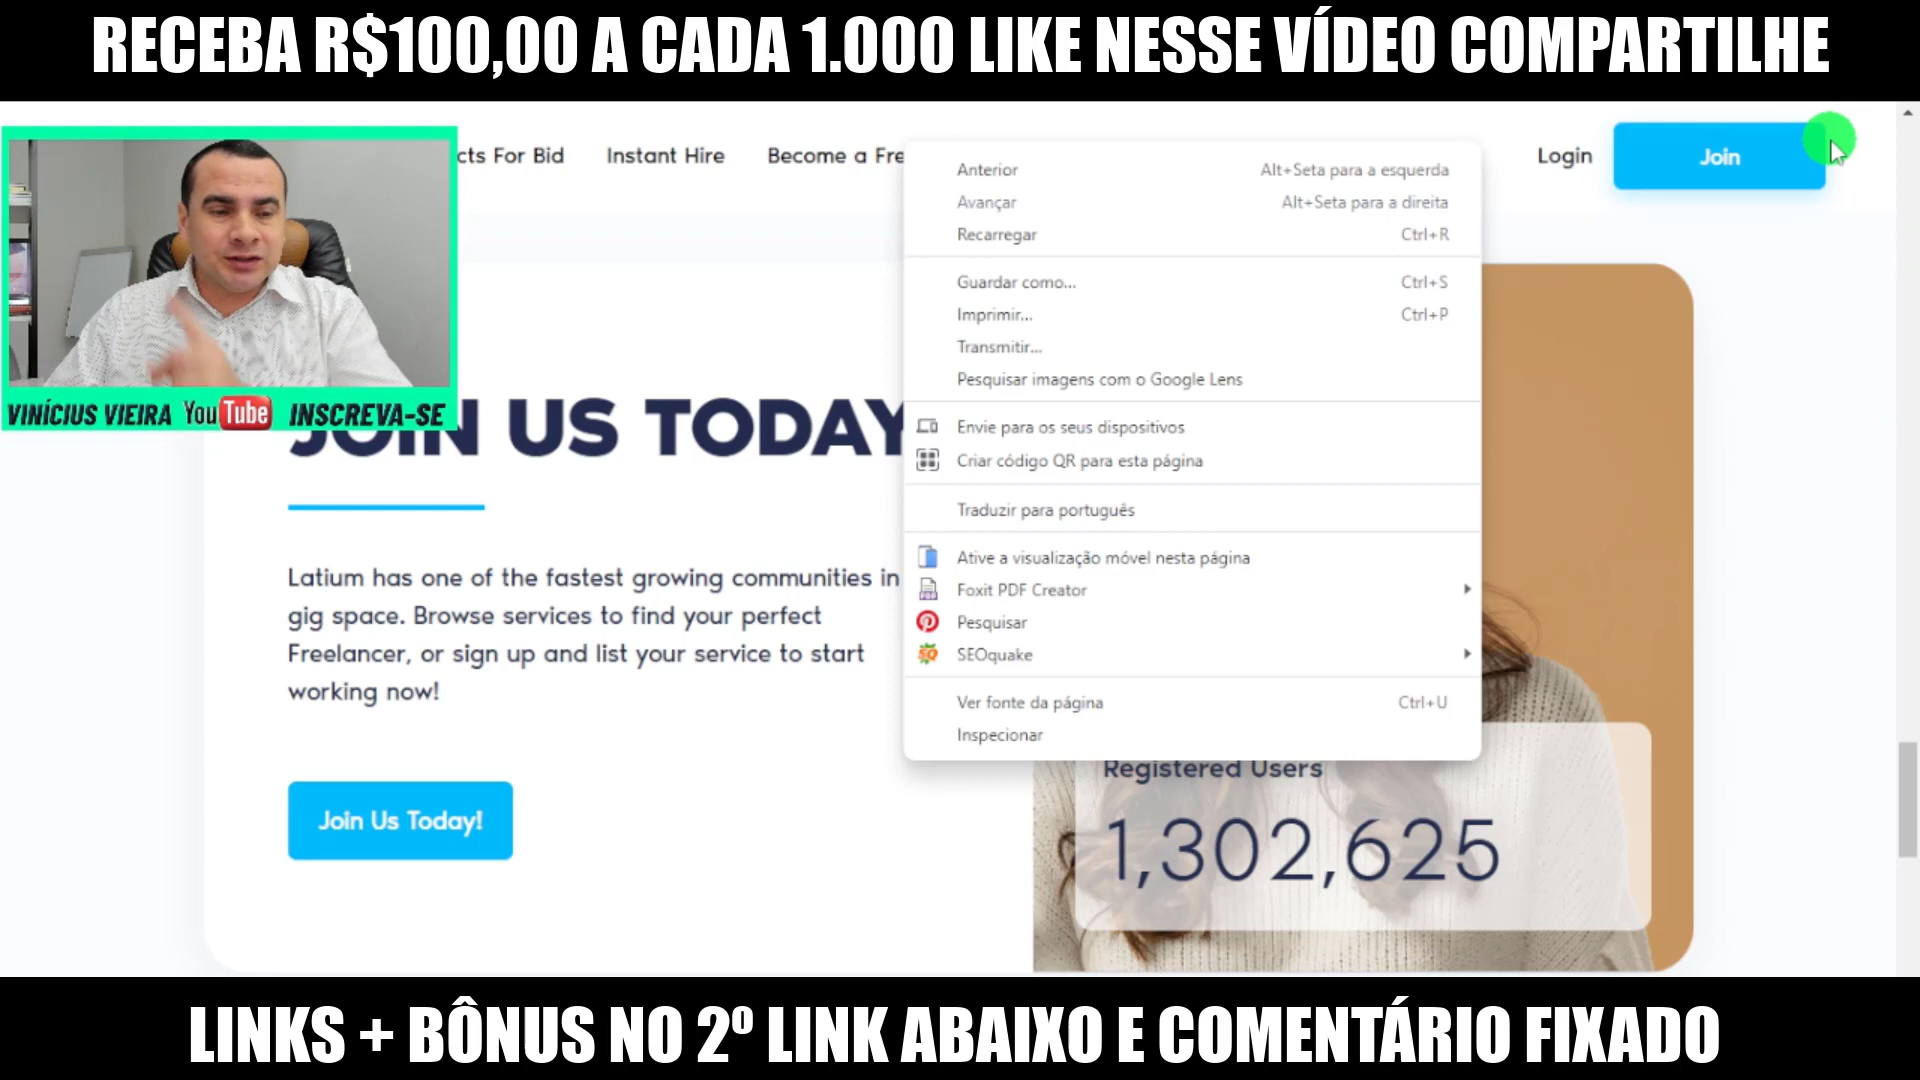 RECEBA R$100,00 A CADA 1.000 LIKE NESSE VÍDEO COMPARTILHE
cts For Bid Instant Hire Become a Fre Login Join
VINÍCIUS VIEIRA YouTube INSCREVA-SE
JOIN US TODAY
Latium has one of the fastest growing communities in
gig space. Browse services to find your perfect
Freelancer, or sign up and list your service to start
working now!
Join Us Today!
Anterior Alt+Seta para a esquerda
Avançar Alt+Seta para a direita
Recarregar Ctrl+R
Guardar como... Ctrl+S
Imprimir... Ctrl+P
Transmitir...
Pesquisar imagens com o Google Lens
Envie para os seus dispositivos
Criar código QR para esta página
Traduzir para português
Ative a visualização móvel nesta página
Foxit PDF Creator
Pesquisar
SEOquake
Ver fonte da página Ctrl+U
Inspecionar
Registered Users
1,302,625
LINKS + BÔNUS NO 2º LINK ABAIXO E COMENTÁRIO FIXADO